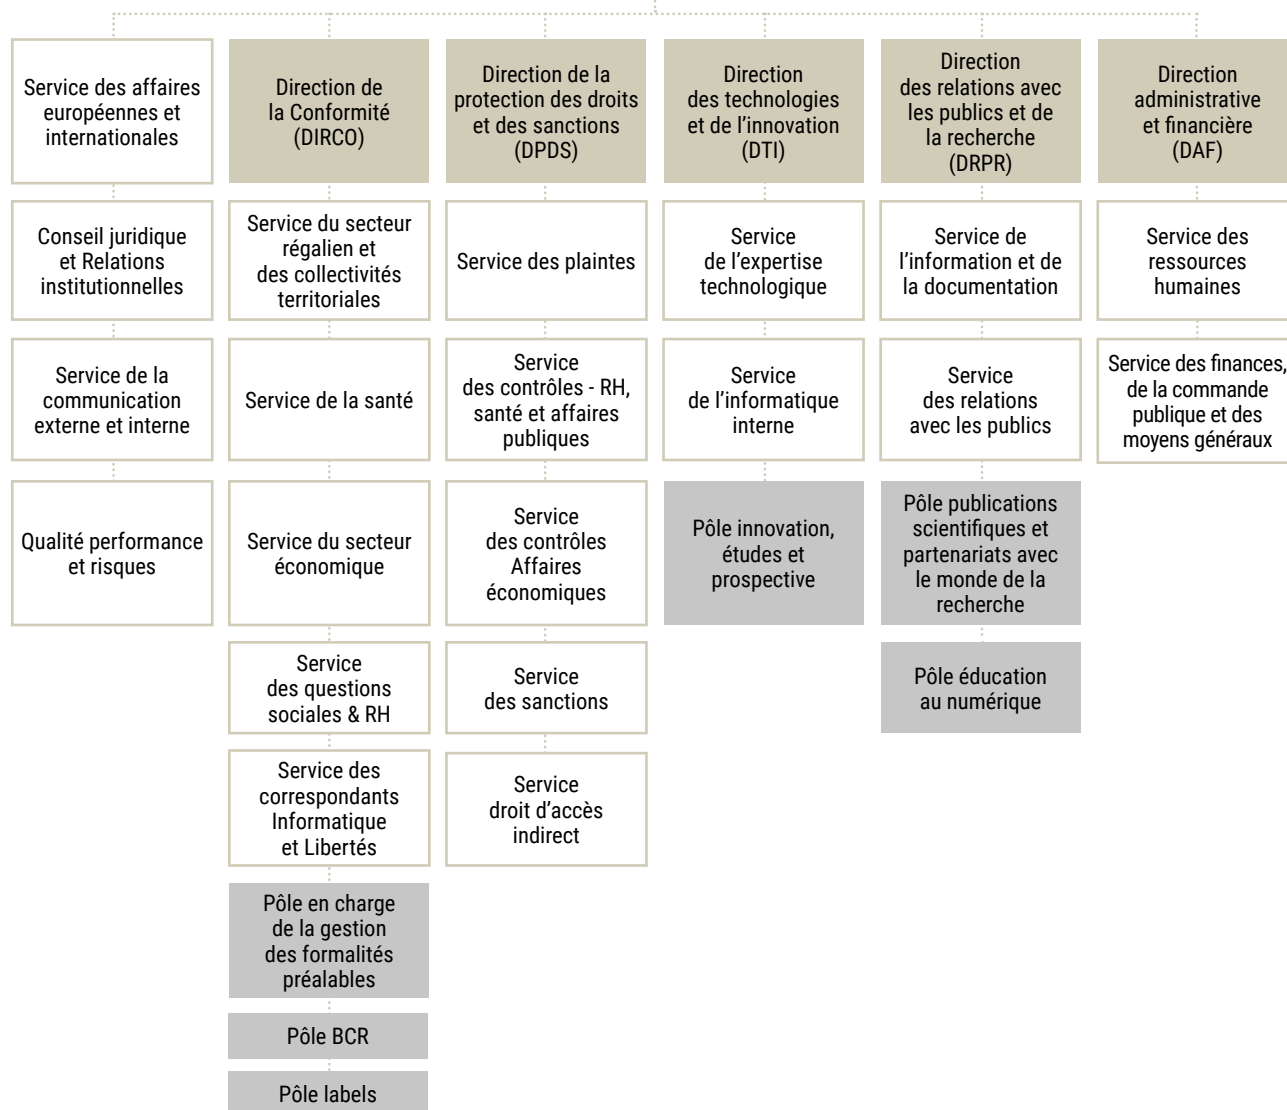 Service des affaires
européennes et
internationales
Conseil juridique
et Relations
institutionnelles
Service de la
communication
externe et interne
Qualité performance
et risques
Direction de
la Conformité
(DIRCO)
Service du secteur
régalien et
des collectivités
territoriales
Service de la santé
Service du secteur
économique
Service
des questions
sociales & RH
Service des
correspondants
Informatique
et Libertés
Pôle en charge
de la gestion
des formalités
préalables
Pôle BCR
Pôle labels
Direction de la
protection des droits
et des sanctions
(DPDS)
Service des plaintes
Service
des contrôles - RH,
santé et affaires
publiques
Service
des contrôles
Affaires
économiques
Service
des sanctions
Service
droit d’accès
indirect
Direction
des technologies
et de l’innovation
(DTI)
Service
de l’expertise
technologique
Service
de l’informatique
interne
Pôle innovation,
études et
prospective
Direction
des relations avec
les publics et de
la recherche
(DRPR)
Service de
l’information et de
la documentation
Service
des relations
avec les publics
Pôle publications
scientifiques et
partenariats avec
le monde de la
recherche
Pôle éducation
au numérique
Direction
administrative
et financière
(DAF)
Service des
ressources
humaines
Service des finances,
de la commande
publique et des
moyens généraux